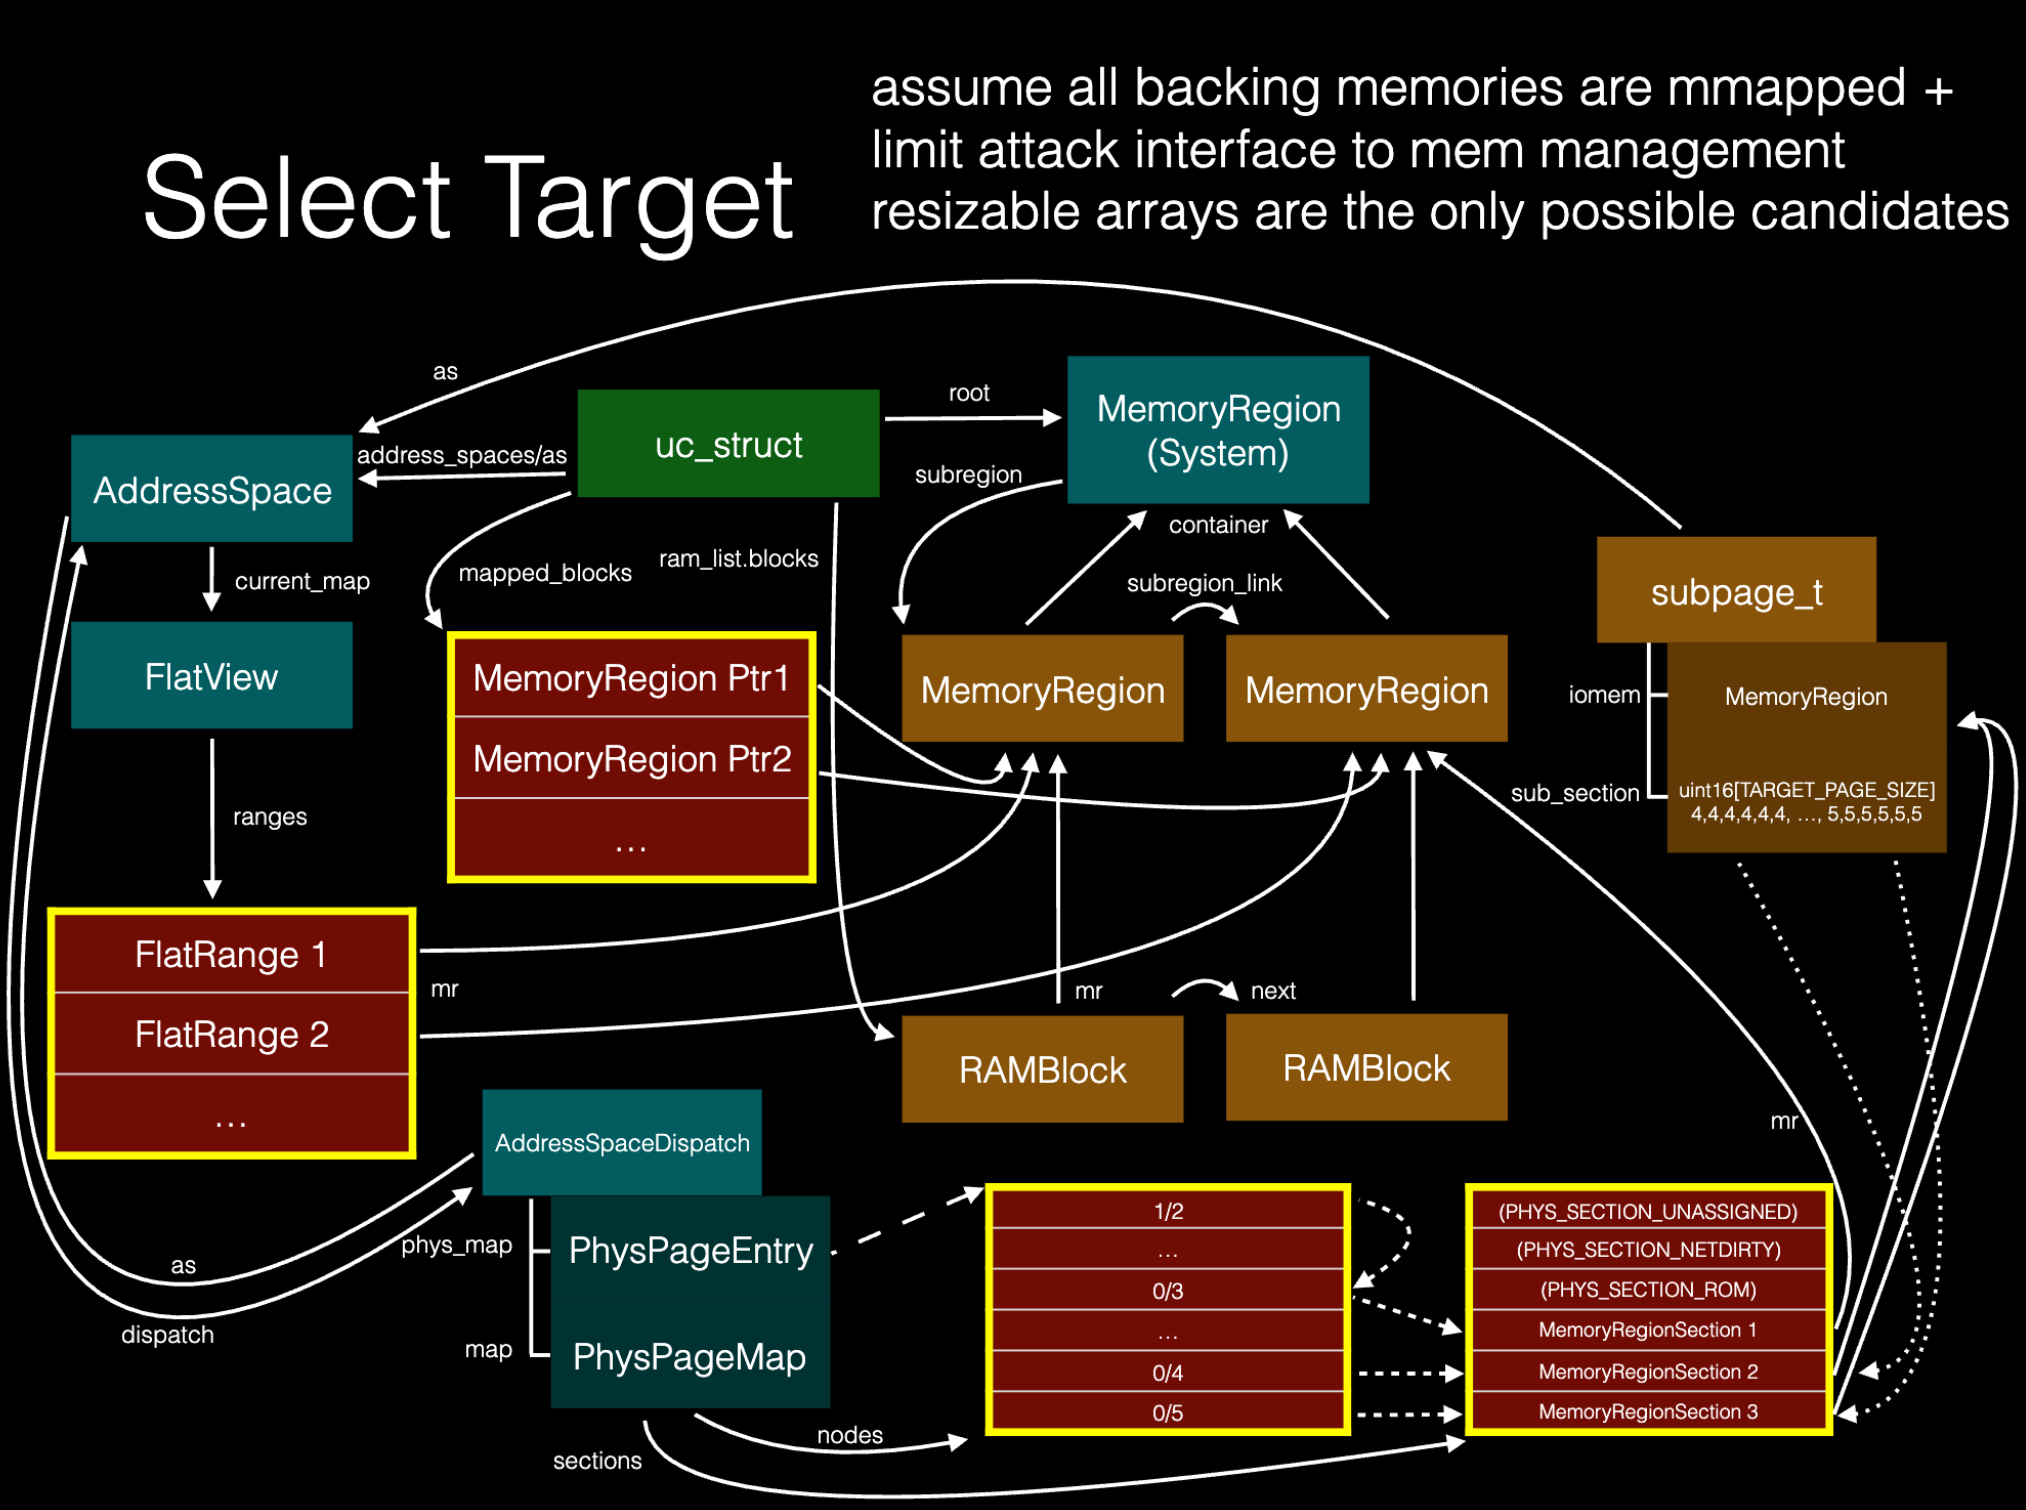 assume all backing memories are mmapped +
limit attack interface to mem management
resizable arrays are the only possible candidates
Select Target
as
root
MemoryRegion
(System)
uc_struct
address_spaces/as
AddressSpace
subregion
container
current_map
mapped_blocks
ram_list.blocks
subregion_link
subpage_t
FlatView
MemoryRegion Ptr1
MemoryRegion Ptr2
...
MemoryRegion
MemoryRegion
iomem
MemoryRegion
sub_section
uint16[TARGET_PAGE_SIZE]
4,4,4,4,4,4, ..., 5,5,5,5,5,5
ranges
FlatRange 1
FlatRange 2
...
mr
mr
next
RAMBlock
RAMBlock
mr
AddressSpaceDispatch
phys_map
PhysPageEntry
map
PhysPageMap
as
dispatch
nodes
sections
1/2
...
0/3
...
0/4
0/5
(PHYS_SECTION_UNASSIGNED)
(PHYS_SECTION_NETDIRTY)
(PHYS_SECTION_ROM)
MemoryRegionSection 1
MemoryRegionSection 2
MemoryRegionSection 3